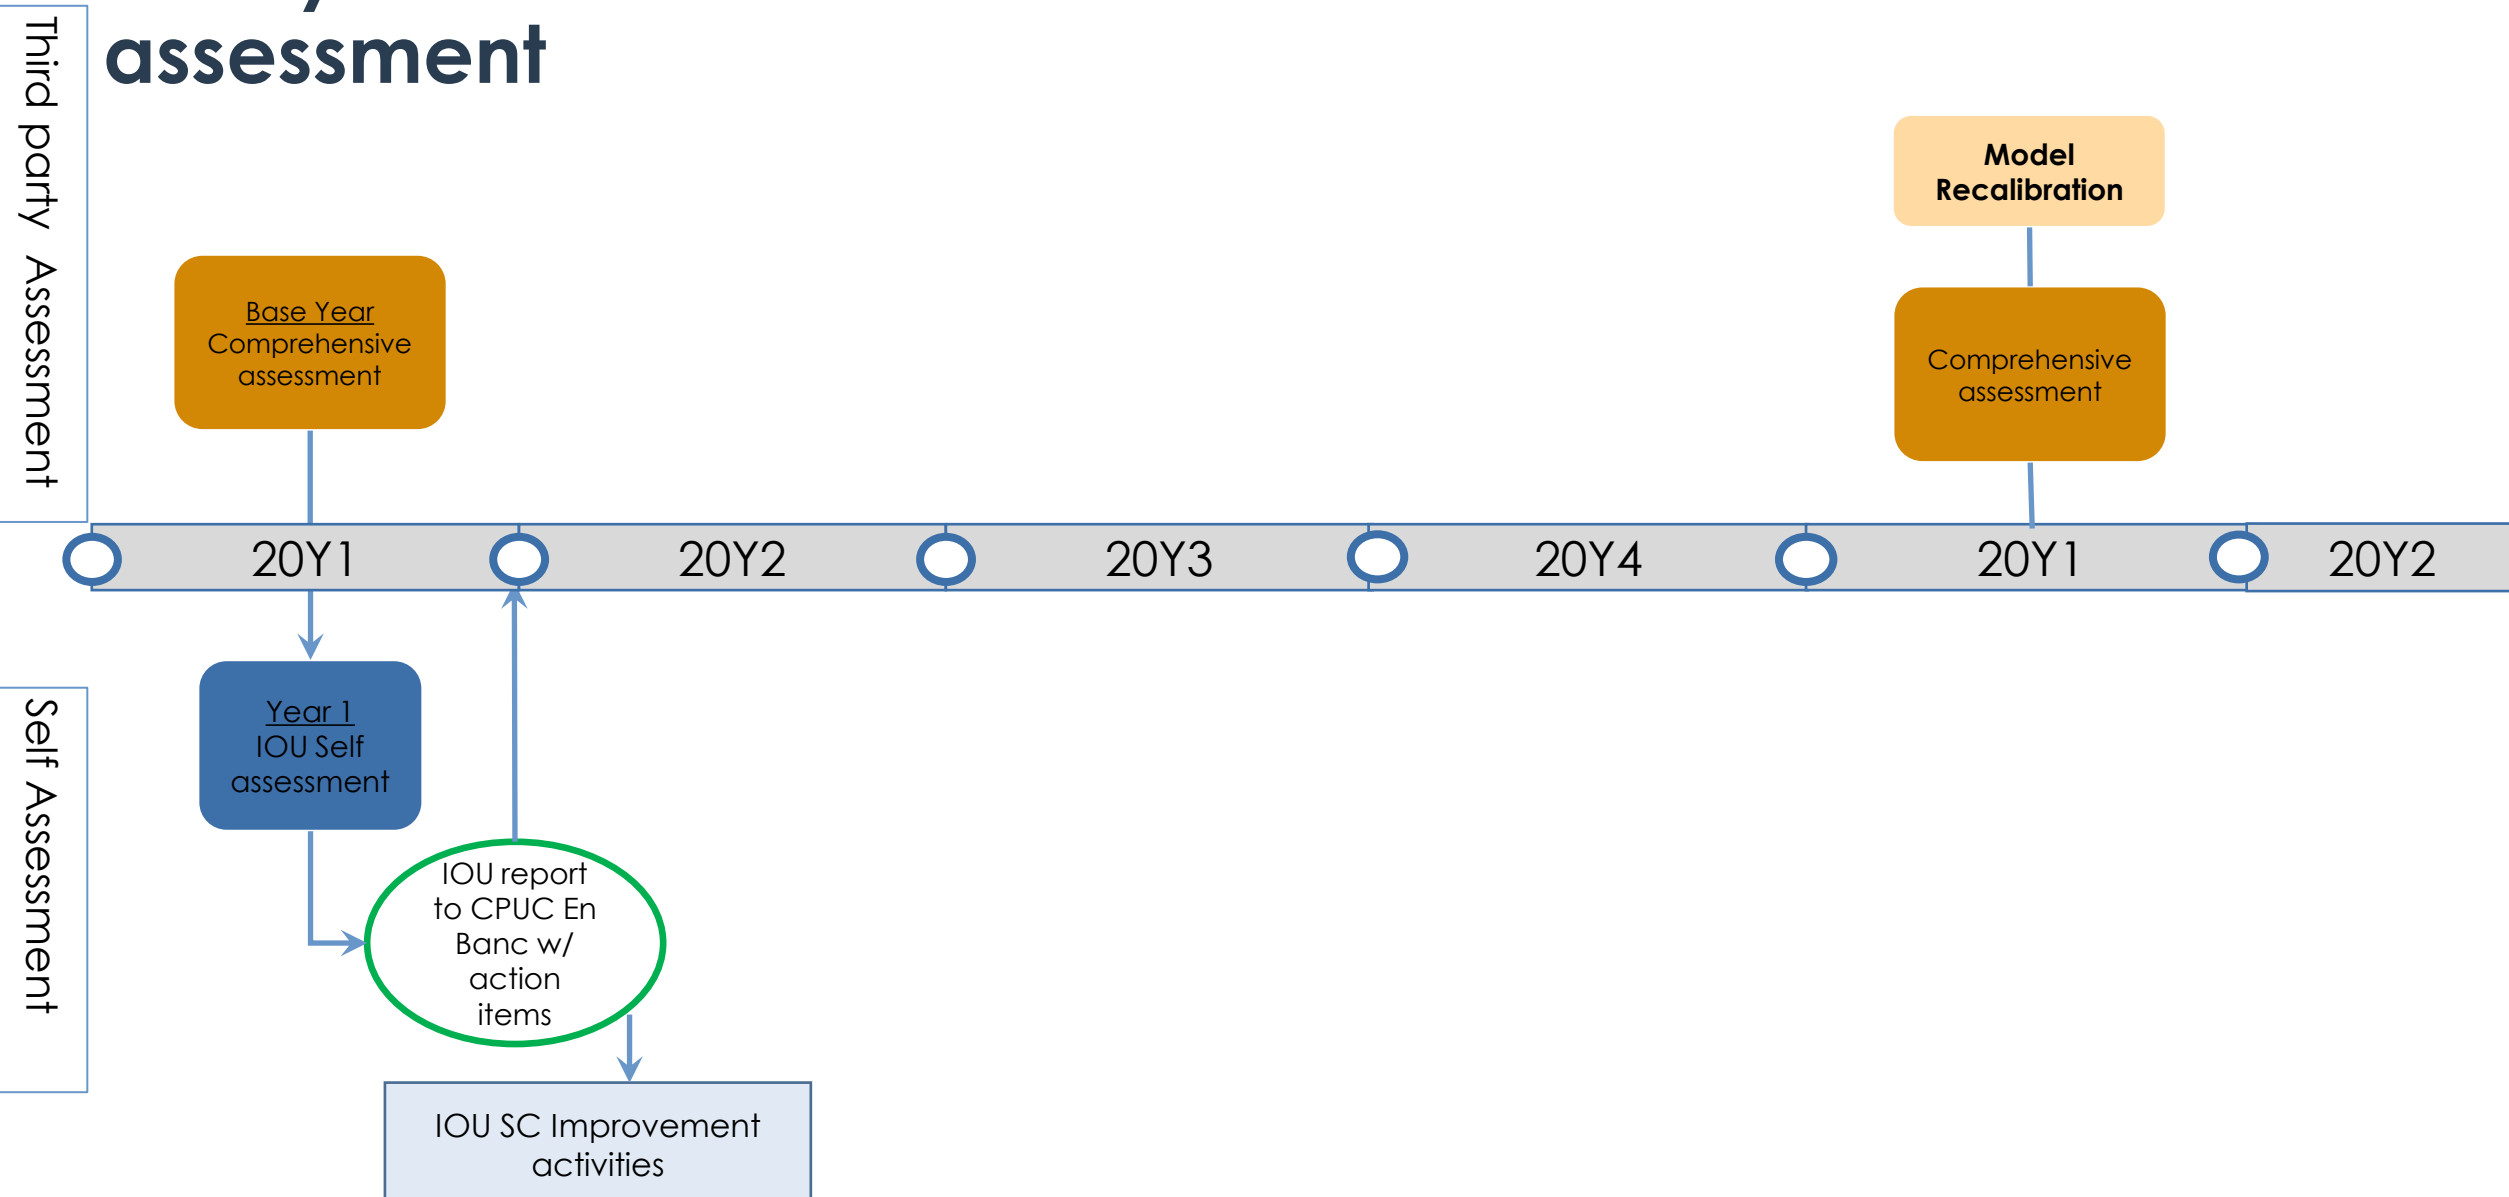 assessment
Third party Assessment
Model
Recalibration
Base Year
Comprehensive
assessment
Comprehensive
assessment
20Y1
20Y2
20Y3
20Y4
20Y1
20Y2
Self Assessment
Year 1
IOU Self
assessment
IOU report
to CPUC En
Banc w/
action
items
IOU SC Improvement
activities